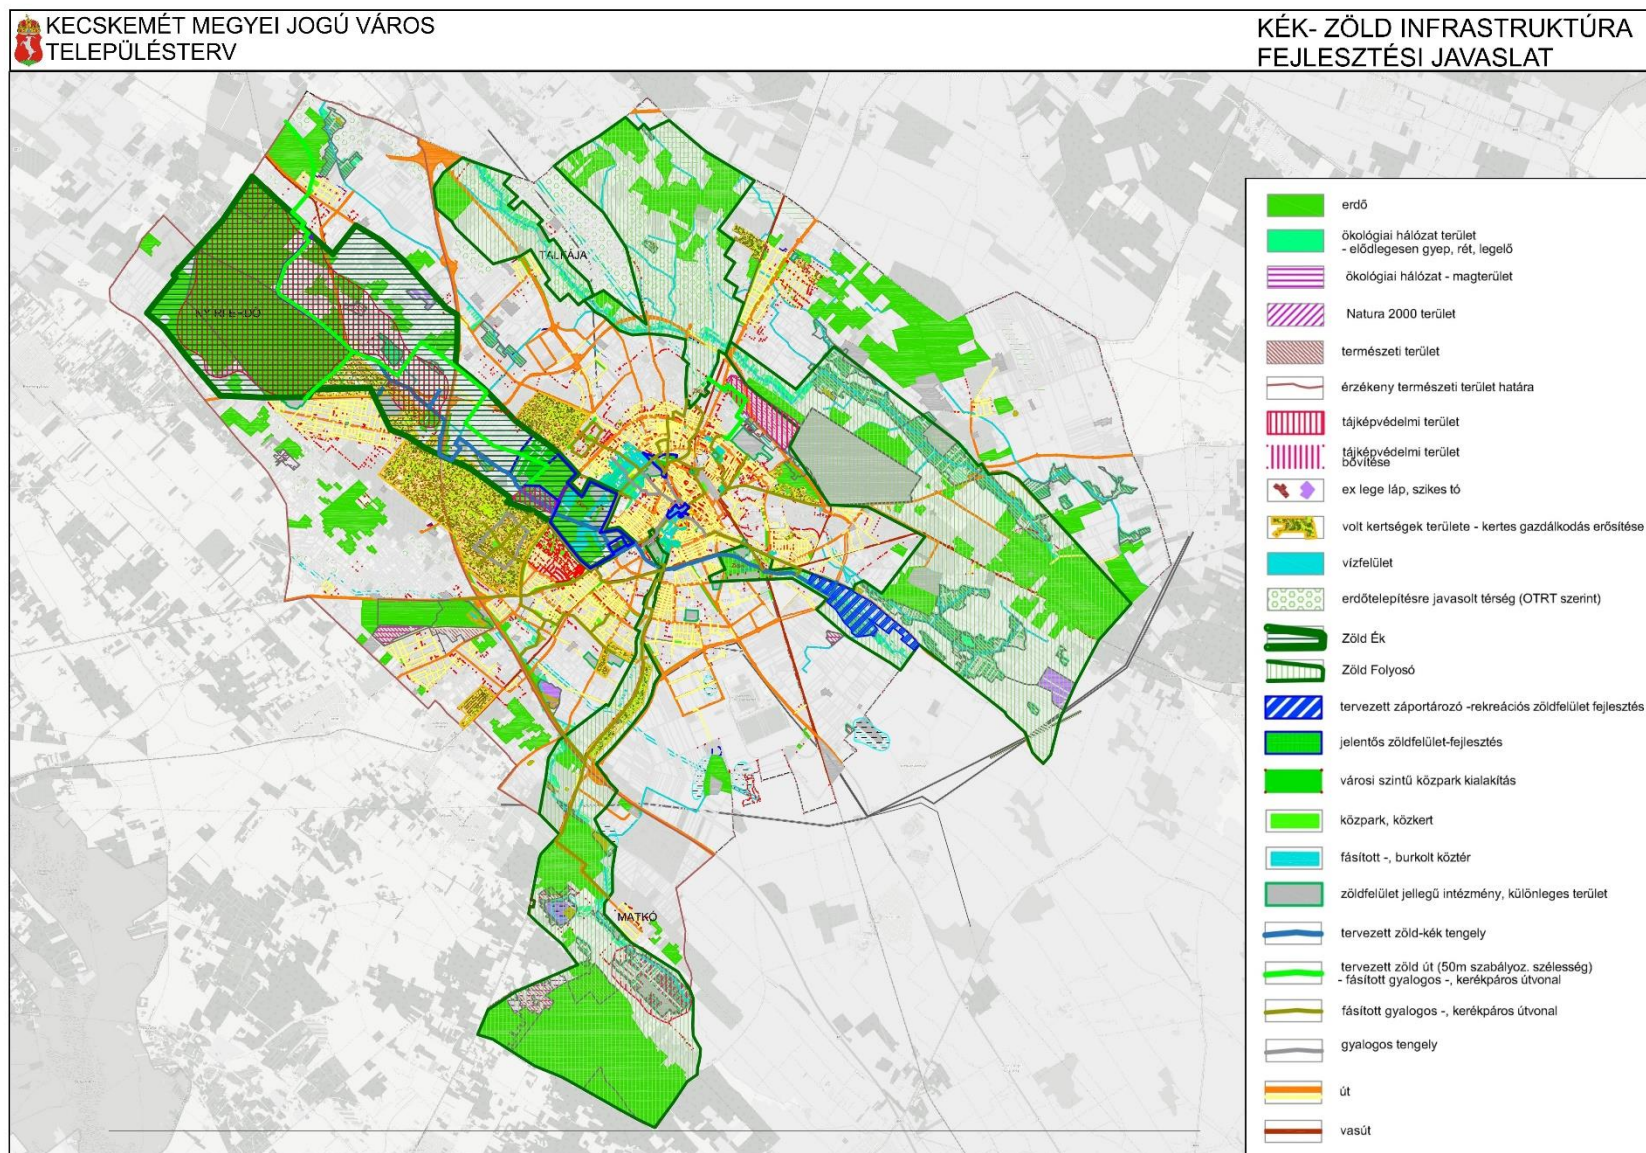 KECSKEMÉT MEGYEI JOGÚ VÁROS
TELEPÜLÉSTERV
KÉK- ZÖLD INFRASTRUKTÚRA
FEJLESZTÉSI JAVASLAT
TALFÁJA
NYÍRI ERDŐ
MATKÓ
erdő
ökológiai hálózat terület
- elődlegesen gyep, rét, legelő
ökológiai hálózat - magterület
Natura 2000 terület
természeti terület
érzékeny természeti terület határa
tájképvédelmi terület
tájképvédelmi terület
bővítése
ex lege láp, szikes tó
volt kertségek területe - kertes gazdálkodás erősítése
vízfelület
erdőtelepítésre javasolt térség (OTRT szerint)
Zöld Ék
Zöld Folyosó
tervezett záportározó -rekreációs zöldfelület fejlesztés
jelentős zöldfelület-fejlesztés
városi szintű közpark kialakítás
közpark, közkert
fásított -, burkolt köztér
zöldfelület jellegű intézmény, különleges terület
tervezett zöld-kék tengely
tervezett zöld út (50m szabályoz. szélesség)
- fásított gyalogos -, kerékpáros útvonal
fásított gyalogos -, kerékpáros útvonal
gyalogos tengely
út
vasút